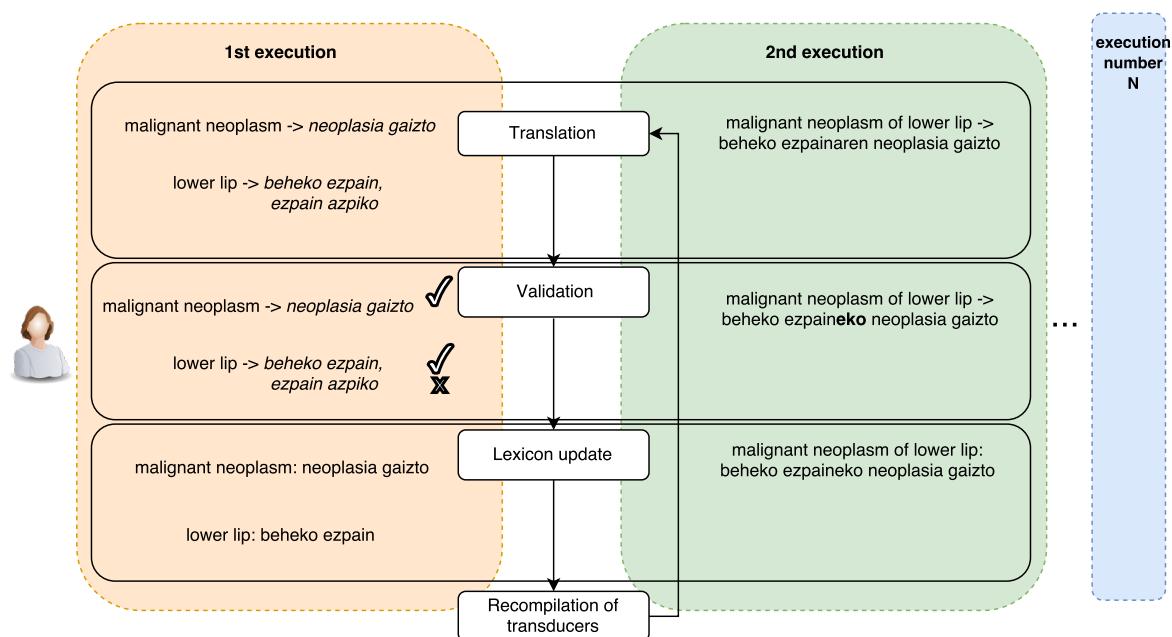 1st execution
2nd execution
execution
number
N
malignant neoplasm -> neoplasia gaizto
lower lip -> beheko ezpain,
ezpain azpiko
Translation
malignant neoplasm of lower lip ->
beheko ezpainaren neoplasia gaizto
malignant neoplasm -> neoplasia gaizto
lower lip -> beheko ezpain,
ezpain azpiko
Validation
malignant neoplasm of lower lip ->
beheko ezpaineko neoplasia gaizto
...
malignant neoplasm: neoplasia gaizto
lower lip: beheko ezpain
Lexicon update
malignant neoplasm of lower lip:
beheko ezpaineko neoplasia gaizto
Recompilation of
transducers